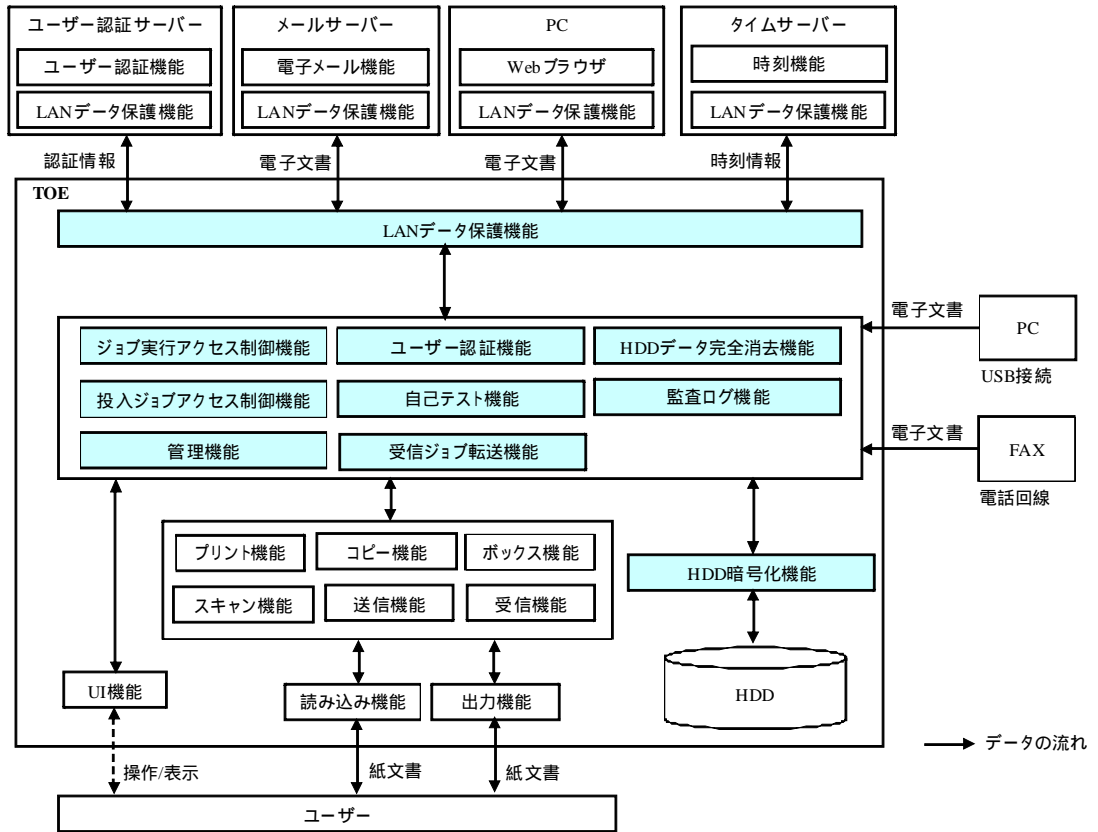 ユーザー認証サーバー
ユーザー認証機能
LANデータ保護機能
メールサーバー
電子メール機能
LANデータ保護機能
PC
Webブラウザ
LANデータ保護機能
タイムサーバー
時刻機能
LANデータ保護機能
認証情報
電子文書
電子文書
時刻情報
TOE
LANデータ保護機能
ジョブ実行アクセス制御機能
ユーザー認証機能
HDDデータ完全消去機能
投入ジョブアクセス制御機能
自己テスト機能
監査ログ機能
管理機能
受信ジョブ転送機能
電子文書
PC
USB接続
電子文書
FAX
電話回線
プリント機能
コピー機能
ボックス機能
スキャン機能
送信機能
受信機能
HDD暗号化機能
HDD
UI機能
読み込み機能
出力機能
データの流れ
操作/表示
紙文書
紙文書
ユーザー